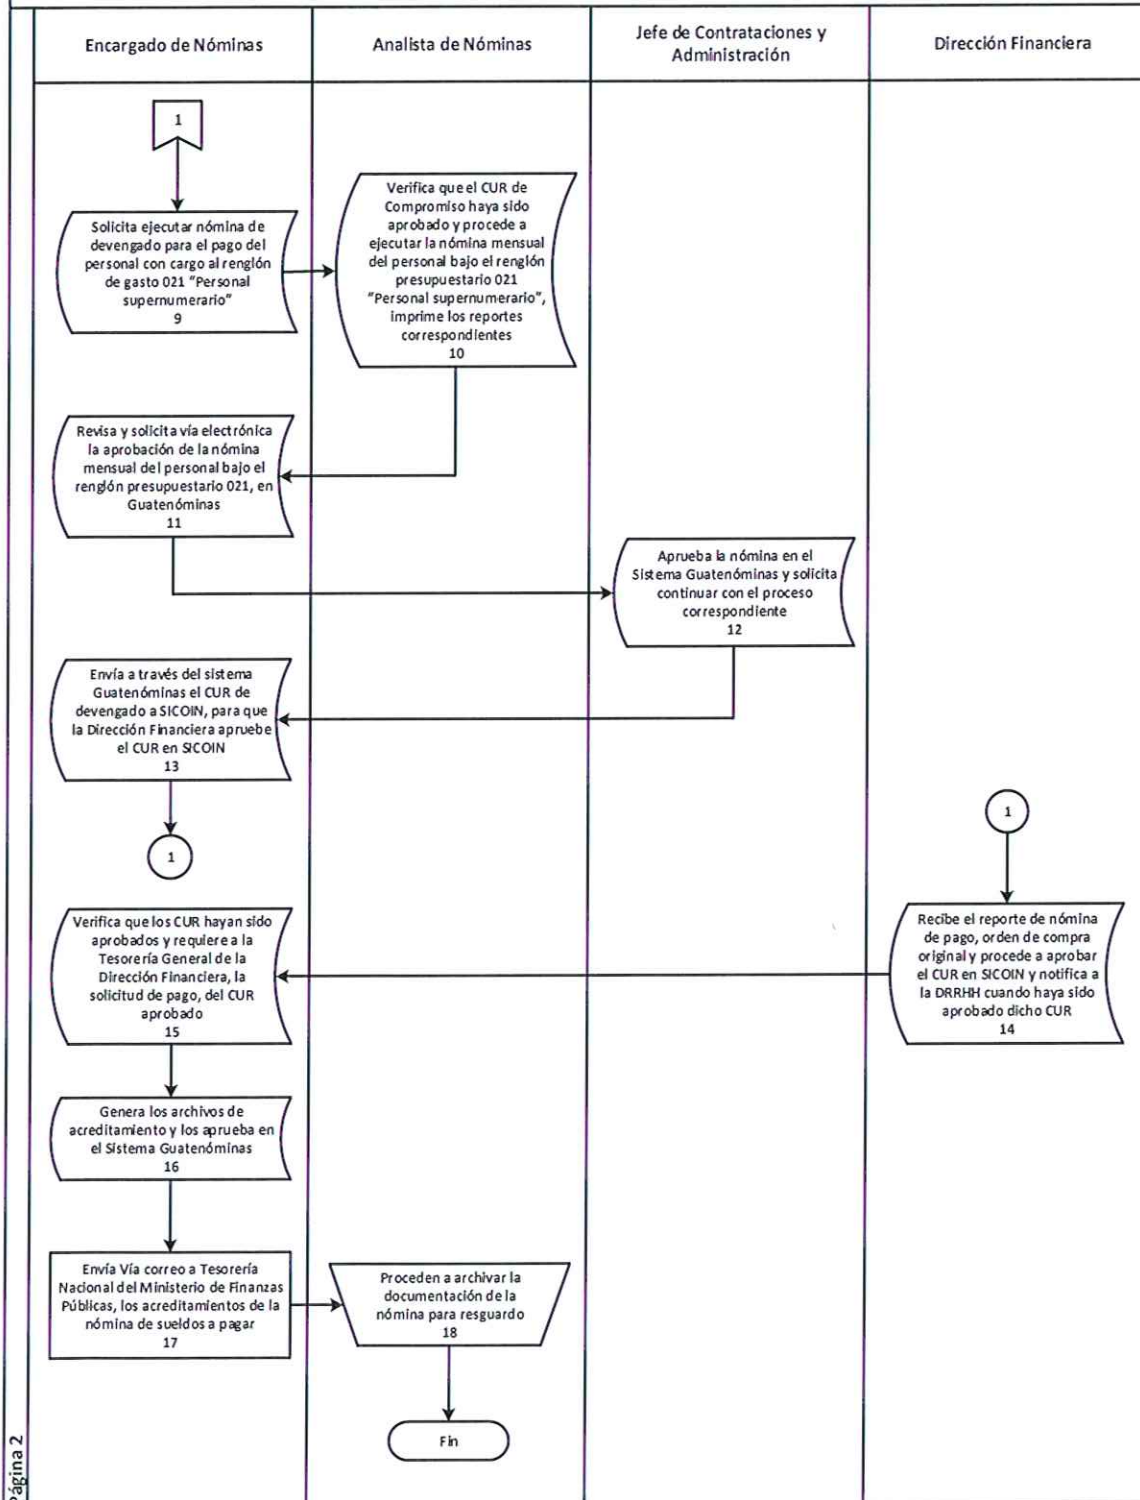 Encargado de Nóminas
Analista de Nóminas
Jefe de Contrataciones y
Administración
Dirección Financiera
1
Solicita ejecutar nómina de
devengado para el pago del
personal con cargo al renglón
de gasto 021 "Personal
supernumerario"
9
Verifica que el CUR de
Compromiso haya sido
aprobado y procede a
ejecutar la nómina mensual
del personal bajo el renglón
presupuestario 021
"Personal supernumerario",
imprime los reportes
correspondientes
10
Revisa y solicita vía electrónica
la aprobación de la nómina
mensual del personal bajo el
renglón presupuestario 021, en
Guatenóminas
11
Aprueba la nómina en el
Sistema Guatenóminas y solicita
continuar con el proceso
correspondiente
12
Envía a través del sistema
Guatenóminas el CUR de
devengado a SICOIN, para que
la Dirección Financiera apruebe
el CUR en SICOIN
13
1
1
Recibe el reporte de nómina
de pago, orden de compra
original y procede a aprobar
el CUR en SICOIN y notifica a
la DRRHH cuando haya sido
aprobado dicho CUR
14
Verifica que los CUR hayan sido
aprobados y requiere a la
Tesorería General de la
Dirección Financiera, la
solicitud de pago, del CUR
aprobado
15
Genera los archivos de
acreditamiento y los aprueba en
el Sistema Guatenóminas
16
Envía Vía correo a Tesorería
Nacional del Ministerio de Finanzas
Públicas, los acreditamientos de la
nómina de sueldos a pagar
17
Proceden a archivar la
documentación de la
nómina para resguardo
18
Fin
Página 2